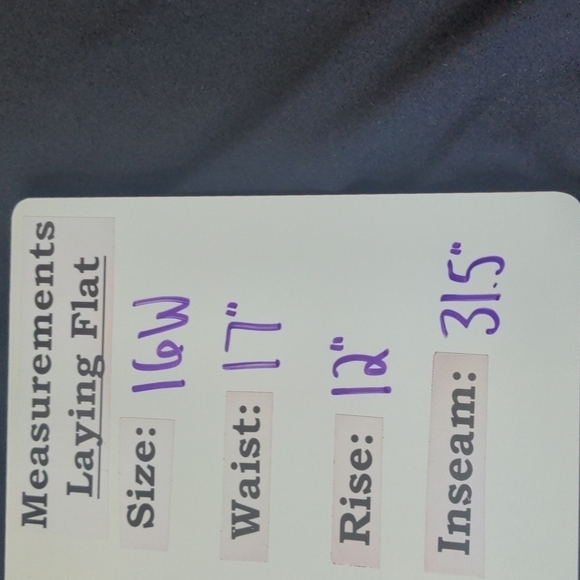 Measurements
Laying Flat
Size: 16W
Waist: 17"
Rise: 12"
Inseam: 31.5"